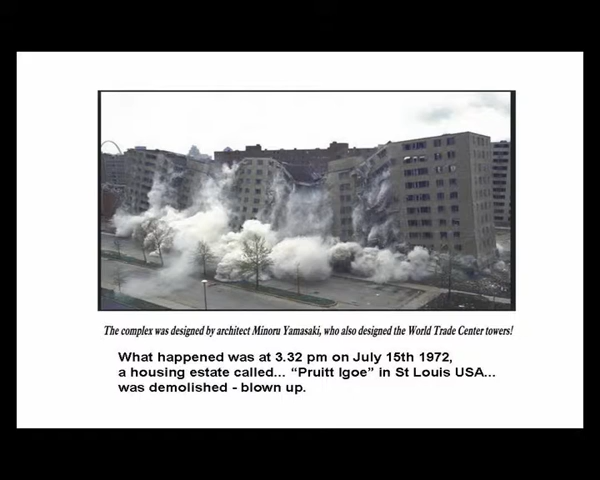 The complex was designed by architect Minoru Yamasaki, who also designed the World Trade Center towers!
What happened was at 3.32 pm on July 15th 1972,
a housing estate called... “Pruitt Igoe” in St Louis USA...
was demolished - blown up.